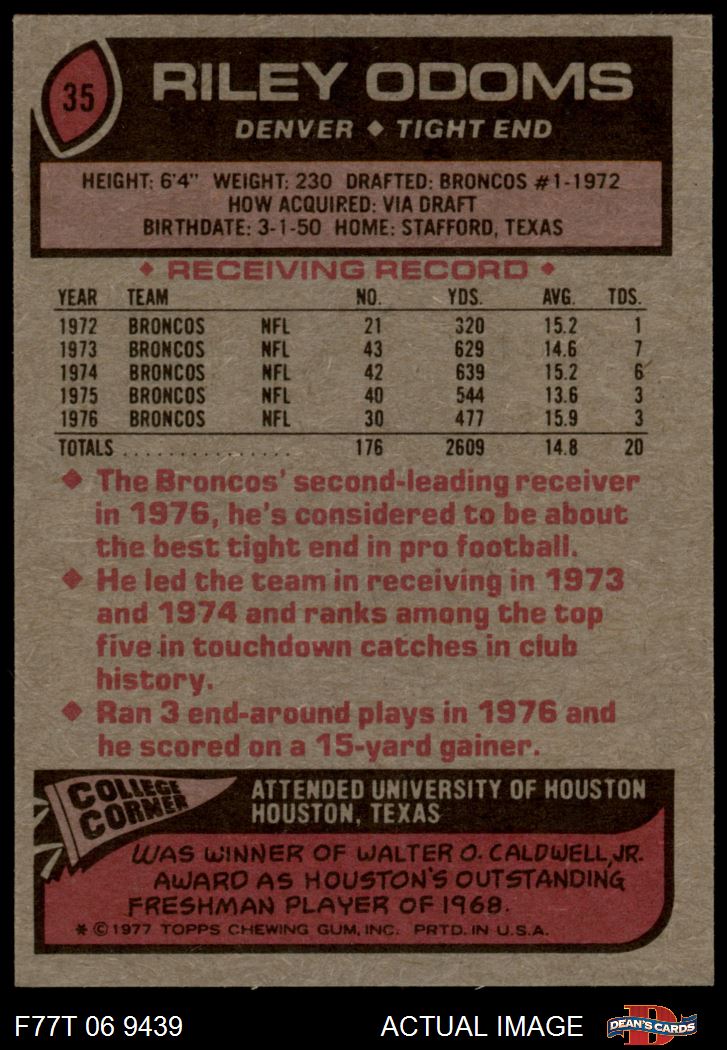 35
RILEY ODOMS
DENVER ◆ TIGHT END
HEIGHT: 6'4" WEIGHT: 230 DRAFTED: BRONCOS #1-1972
HOW ACQUIRED: VIA DRAFT
BIRTHDATE: 3-1-50 HOME: STAFFORD, TEXAS
◆ RECEIVING RECORD ◆
YEAR TEAM NO. YDS. AVG. TDS.
1972 BRONCOS NFL 21 320 15.2 1
1973 BRONCOS NFL 43 629 14.6 7
1974 BRONCOS NFL 42 639 15.2 6
1975 BRONCOS NFL 40 544 13.6 3
1976 BRONCOS NFL 30 477 15.9 3
TOTALS . . . . . . . . . . . . . . . 176 2609 14.8 20
◆ The Broncos' second-leading receiver
in 1976, he's considered to be about
the best tight end in pro football.
◆ He led the team in receiving in 1973
and 1974 and ranks among the top
five in touchdown catches in club
history.
◆ Ran 3 end-around plays in 1976 and
he scored on a 15-yard gainer.
COLLEGE
CORNER
ATTENDED UNIVERSITY OF HOUSTON
HOUSTON, TEXAS
WAS WINNER OF WALTER O. CALDWELL, JR.
AWARD AS HOUSTON'S OUTSTANDING
FRESHMAN PLAYER OF 1968.
* © 1977 TOPPS CHEWING GUM, INC. PRTD. IN U.S.A.
F77T 06 9439 ACTUAL IMAGE
D
DEAN'S CARDS